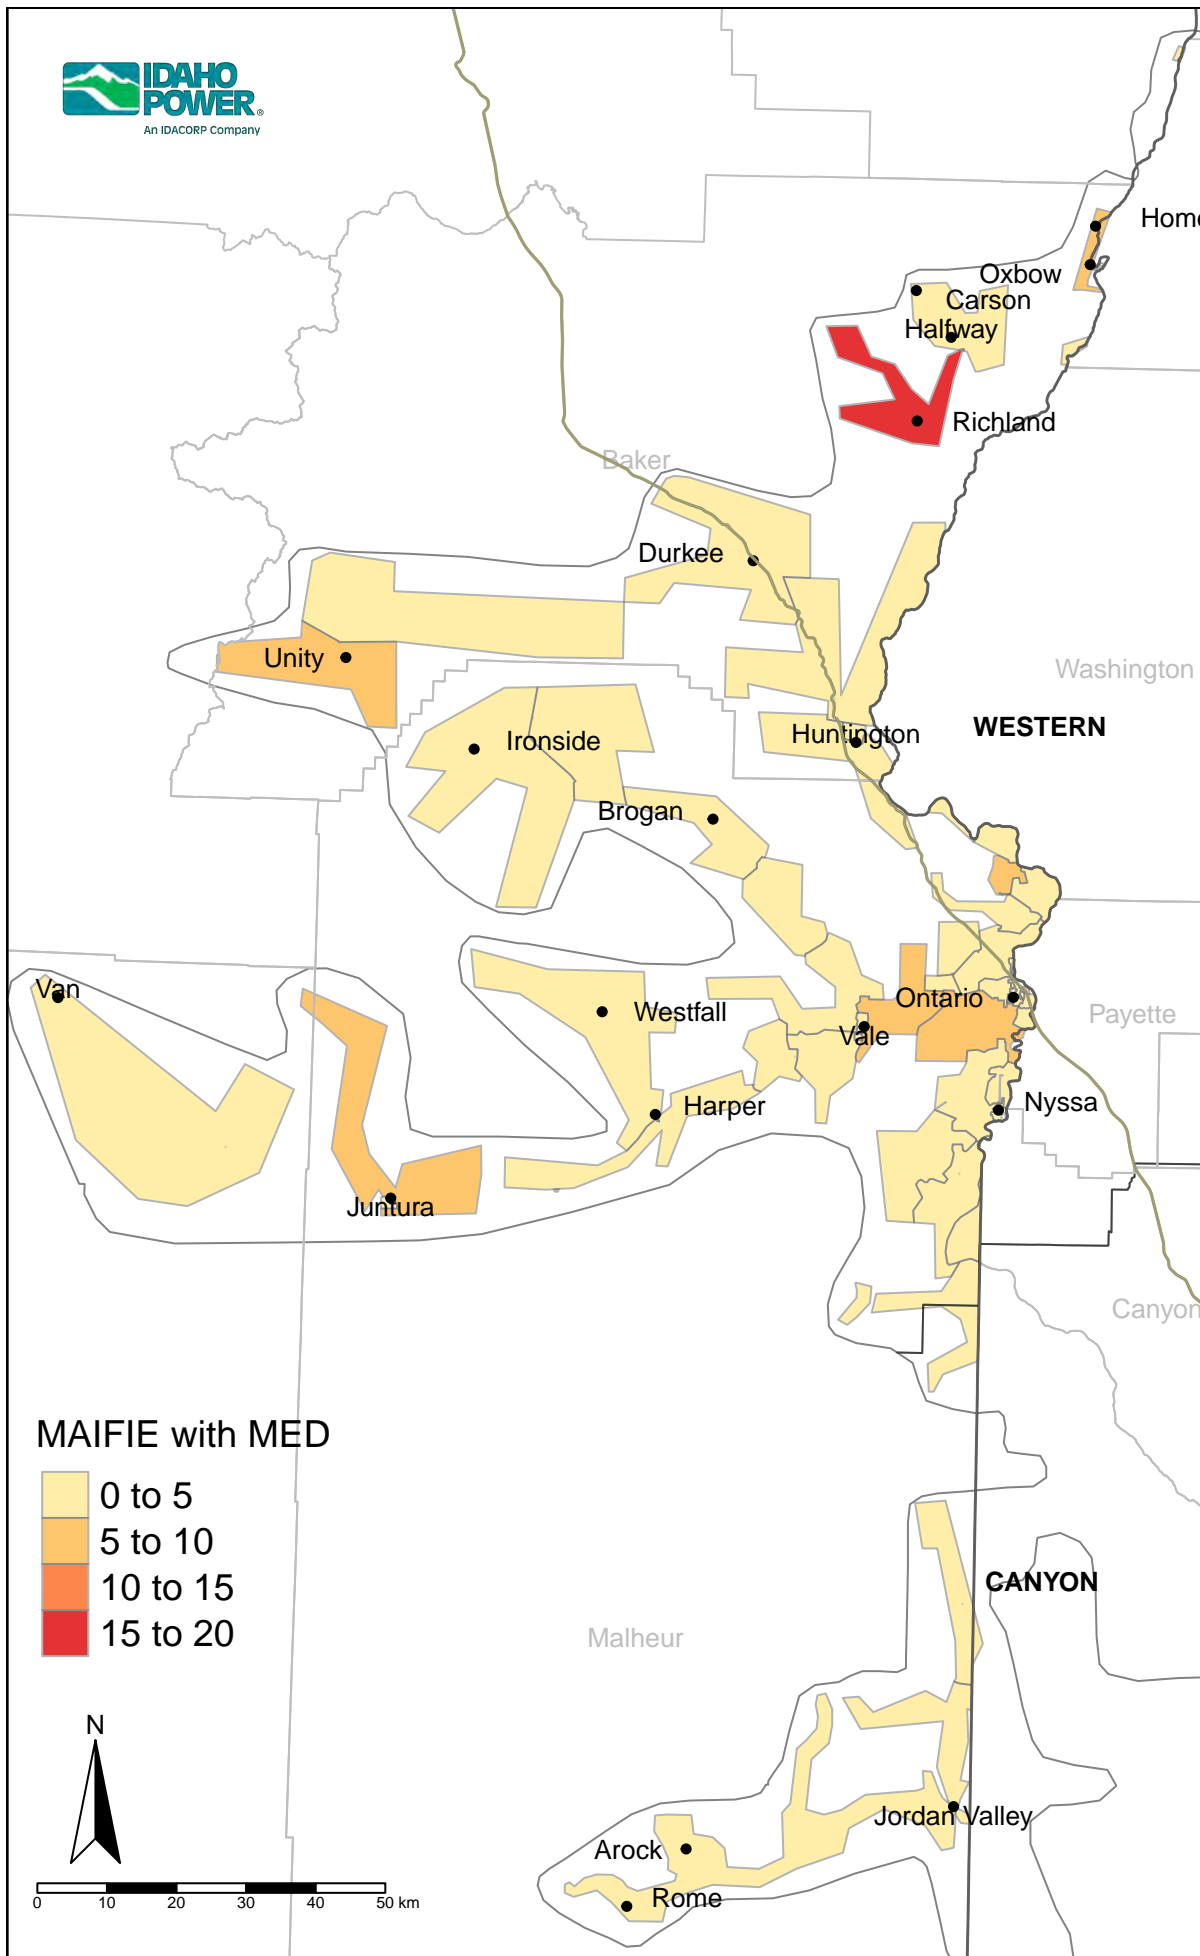 IDAHO
POWER®
An IDACORP Company
Home
Oxbow
Carson
Halfway
Richland
Baker
Durkee
Unity
Washington
WESTERN
Huntington
Ironside
Brogan
Van
Westfall
Ontario
Payette
Vale
Harper
Nyssa
Juntura
Canyon
MAIFIE with MED
0 to 5
5 to 10
10 to 15
15 to 20
CANYON
Malheur
N
Jordan Valley
Arock
Rome
0 10 20 30 40 50 km